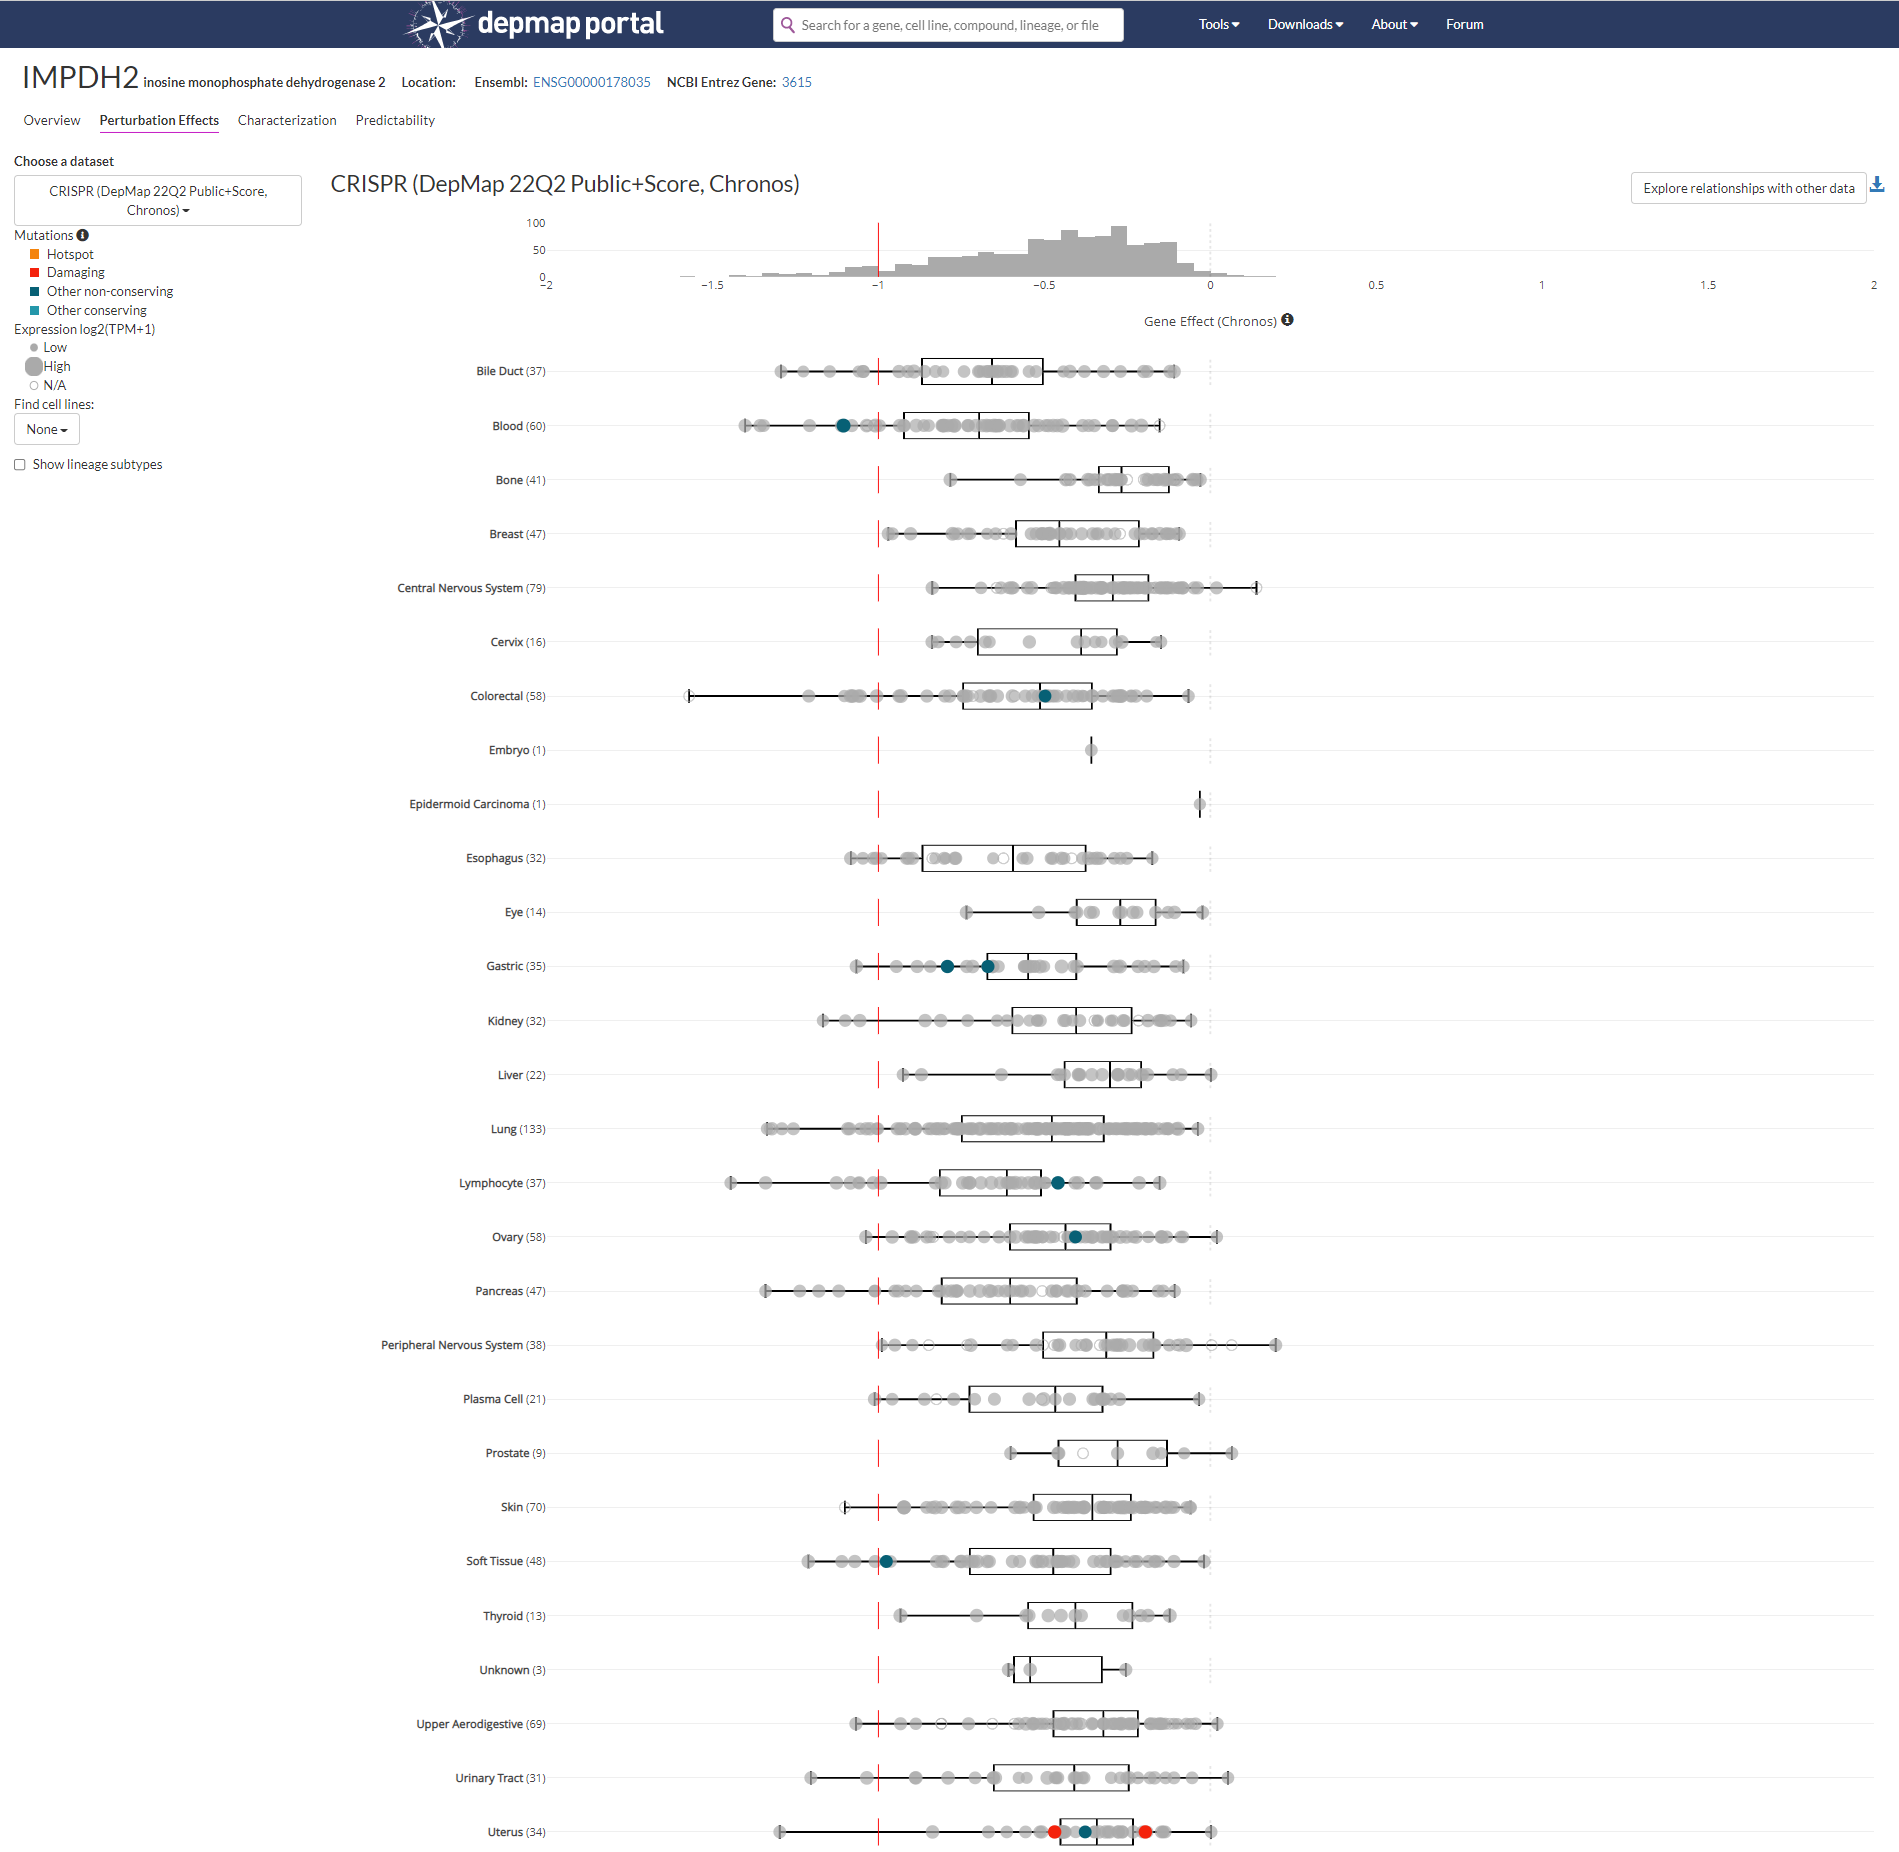 depmap portal
Search for a gene, cell line, compound, lineage, or file
Tools
Downloads
About
Forum
IMPDH2 inosine monophosphate dehydrogenase 2 Location: Ensembl: ENSG00000178035 NCBI Entrez Gene: 3615
Overview
Perturbation Effects
Characterization
Predictability
Choose a dataset
CRISPR (DepMap 22Q2 Public+Score,
Chronos)
Mutations
Hotspot
Damaging
Other non-conserving
Other conserving
Expression log2(TPM+1)
Low
High
N/A
Find cell lines:
None
Show lineage subtypes
CRISPR (DepMap 22Q2 Public+Score, Chronos)
Explore relationships with other data
100
50
0
−2
−1.5
−1
−0.5
0
0.5
1
1.5
2
Gene Effect (Chronos)
Bile Duct (37)
Blood (60)
Bone (41)
Breast (47)
Central Nervous System (79)
Cervix (16)
Colorectal (58)
Embryo (1)
Epidermoid Carcinoma (1)
Esophagus (32)
Eye (14)
Gastric (35)
Kidney (32)
Liver (22)
Lung (133)
Lymphocyte (37)
Ovary (58)
Pancreas (47)
Peripheral Nervous System (38)
Plasma Cell (21)
Prostate (9)
Skin (70)
Soft Tissue (48)
Thyroid (13)
Unknown (3)
Upper Aerodigestive (69)
Urinary Tract (31)
Uterus (34)